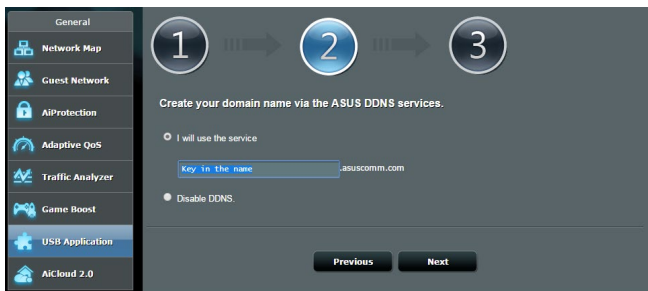 General
Network Map
Guest Network
AiProtection
Adaptive QoS
Traffic Analyzer
Game Boost
USB Application
AiCloud 2.0
1
2
3
Create your domain name via the ASUS DDNS services.
I will use the service
Key in the name .asuscomm.com
Disable DDNS.
Previous Next